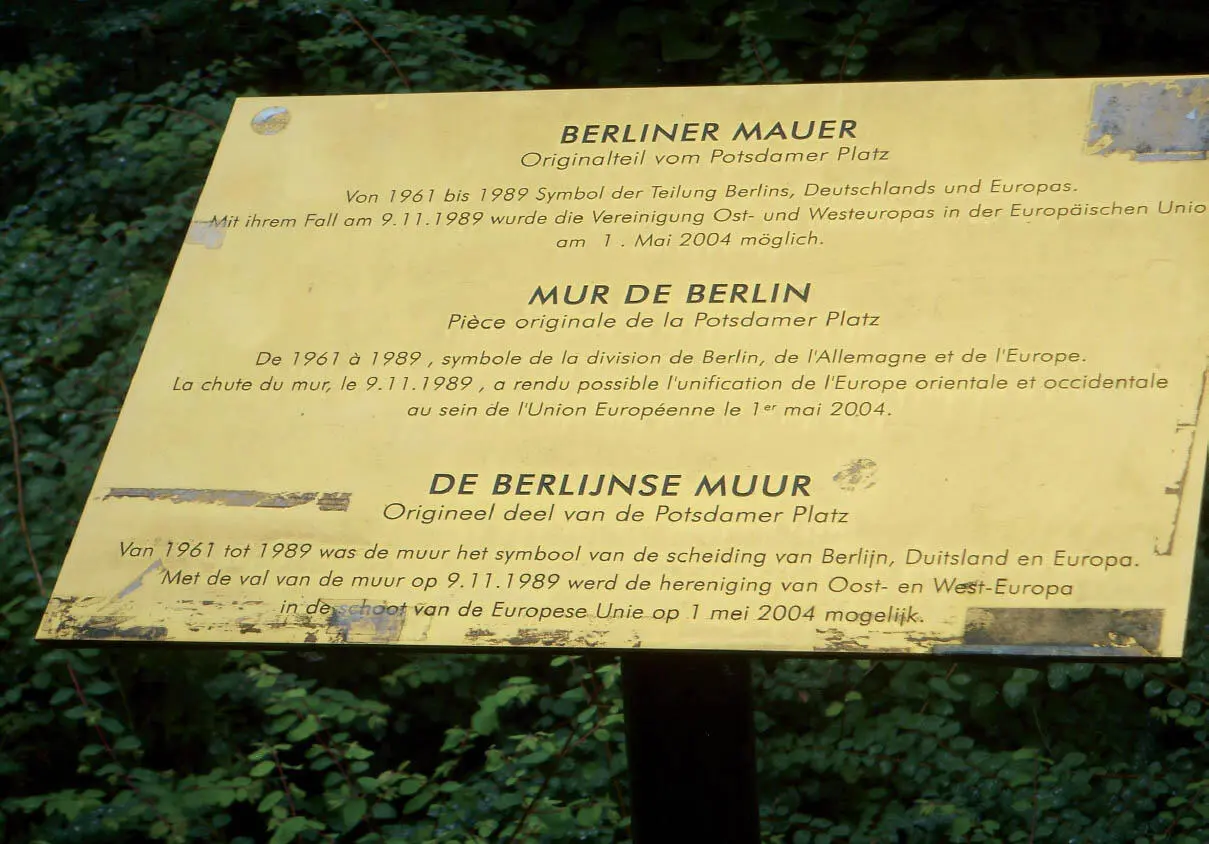 BERLINER MAUER
Originalteil vom Potsdamer Platz
Von 1961 bis 1989 Symbol der Teilung Berlins, Deutschlands und Europas.
Mit ihrem Fall am 9.11.1989 wurde die Vereinigung Ost- und Westeuropas in der Europäischen Unio
am 1 . Mai 2004 möglich.
MUR DE BERLIN
Pièce originale de la Potsdamer Platz
De 1961 à 1989 , symbole de la division de Berlin, de l'Allemagne et de l'Europe.
La chute du mur, le 9.11.1989 , a rendu possible l'unification de l'Europe orientale et occidentale
au sein de l'Union Européenne le 1er mai 2004.
DE BERLIJNSE MUUR
Origineel deel van de Potsdamer Platz
Van 1961 tot 1989 was de muur het symbool van de scheiding van Berlijn, Duitsland en Europa.
Met de val van de muur op 9.11.1989 werd de hereniging van Oost- en West-Europa
in de schoot van de Europese Unie op 1 mei 2004 mogelijk.